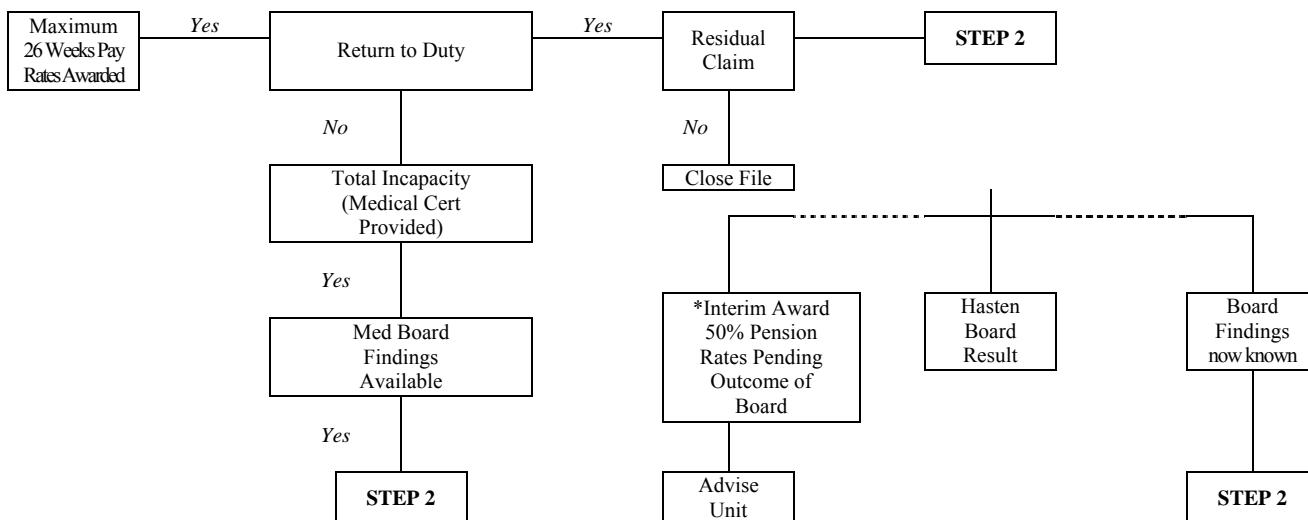 Maximum
26 Weeks Pay
Rates Awarded
Yes
Return to Duty
Yes
Residual
Claim
STEP 2
No
No
Total Incapacity
(Medical Cert
Provided)
Close File
Yes
Med Board
Findings
Available
*Interim Award
50% Pension
Rates Pending
Outcome of
Board
Hasten
Board
Result
Board
Findings
now known
Yes
STEP 2
Advise
Unit
STEP 2